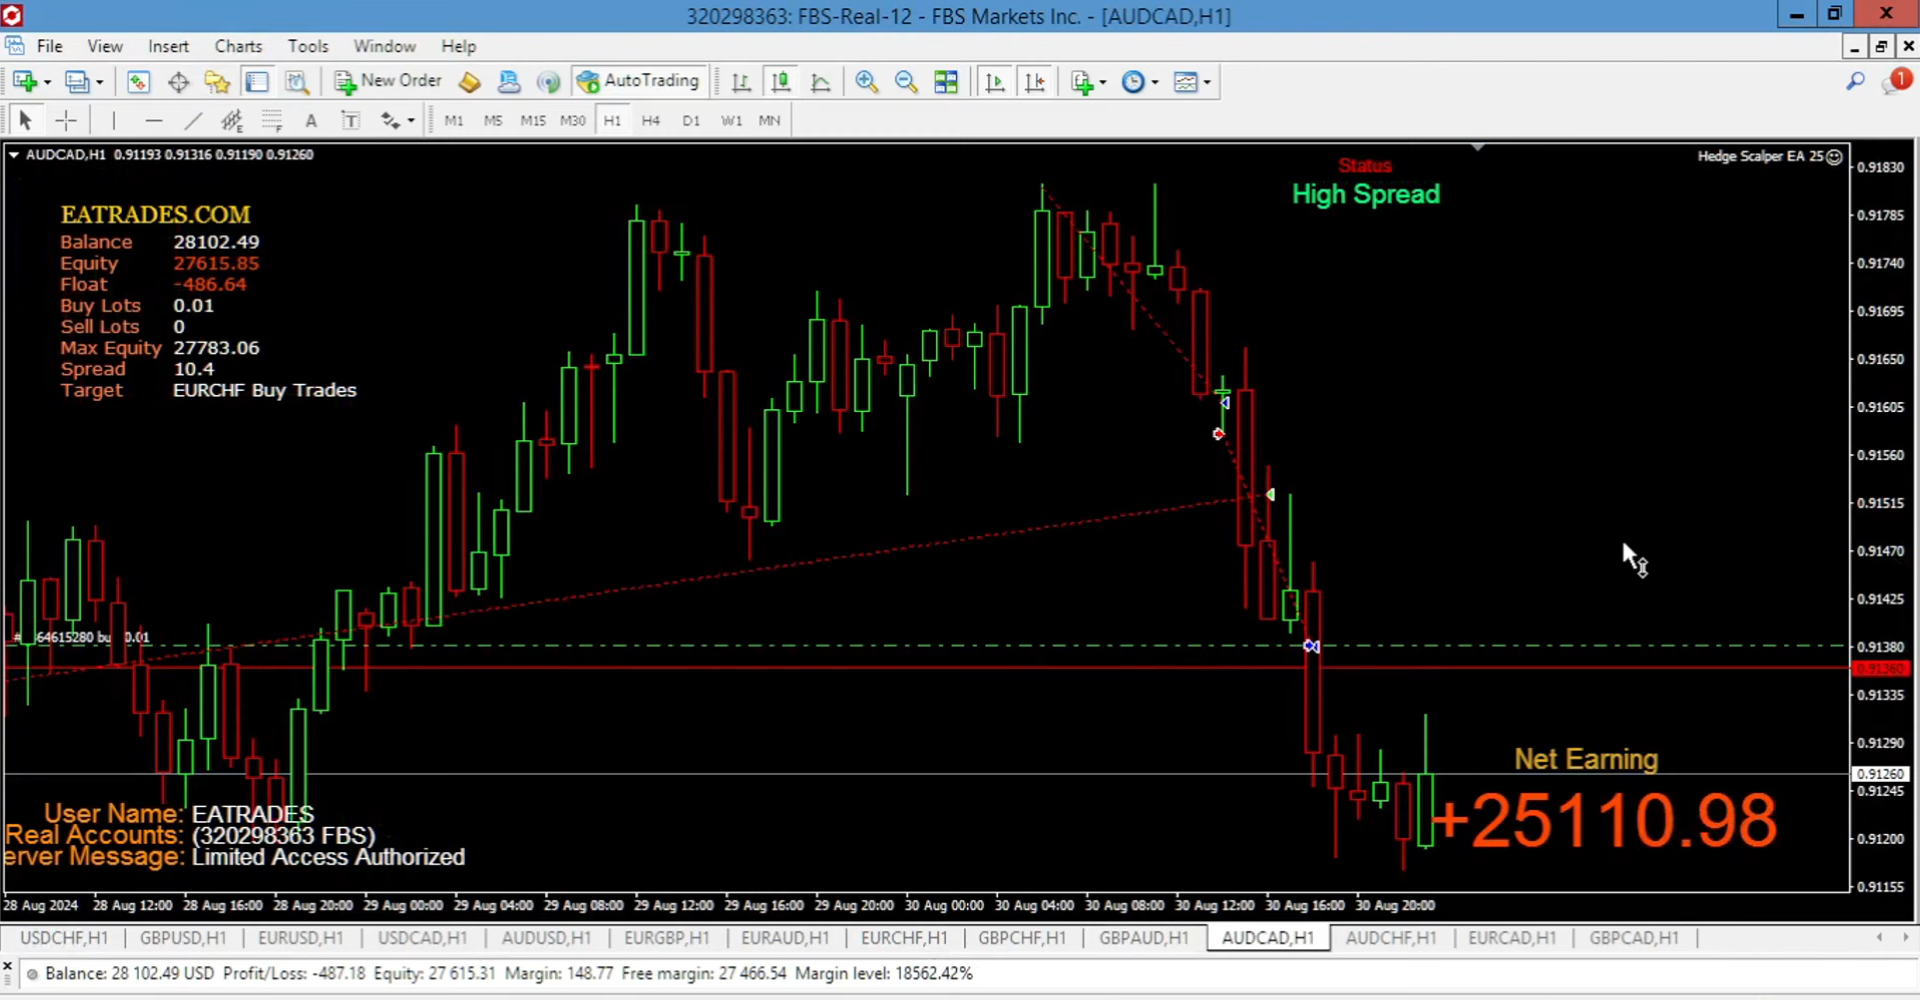 320298363: FBS-Real-12 - FBS Markets Inc. - [AUDCAD,H1]
File View Insert Charts Tools Window Help
New Order AutoTrading 1
E F A T M1 M5 M15 M30 H1 H4 D1 W1 MN
AUDCAD,H1 0.91193 0.91316 0.91190 0.91260
Hedge Scalper EA 25
Status
High Spread
EATRADES.COM
Balance 28102.49
Equity 27615.85
Float -486.64
Buy Lots 0.01
Sell Lots 0
Max Equity 27783.06
Spread 10.4
Target EURCHF Buy Trades
0.91830
0.91785
0.91740
0.91695
0.91650
0.91605
0.91560
0.91515
0.91470
0.91425
0.91380
0.91360
0.91335
0.91290
0.91260
0.91245
0.91200
0.91155
64615280 0.01
Net Earning
+25110.98
User Name: EATRADES
Real Accounts: (320298363 FBS)
erver Message: Limited Access Authorized
28 Aug 2024 28 Aug 12:00 28 Aug 16:00 28 Aug 20:00 29 Aug 00:00 29 Aug 04:00 29 Aug 08:00 29 Aug 12:00 29 Aug 16:00 29 Aug 20:00 30 Aug 00:00 30 Aug 04:00 30 Aug 08:00 30 Aug 12:00 30 Aug 16:00 30 Aug 20:00
USDCHF,H1 GBPUSD,H1 EURUSD,H1 USDCAD,H1 AUDUSD,H1 EURGBP,H1 EURAUD,H1 EURCHF,H1 GBPCHF,H1 GBPAUD,H1 AUDCAD,H1 AUDCHF,H1 EURCAD,H1 GBPCAD,H1
Balance: 28 102.49 USD Profit/Loss: -487.18 Equity: 27 615.31 Margin: 148.77 Free margin: 27 466.54 Margin level: 18562.42%